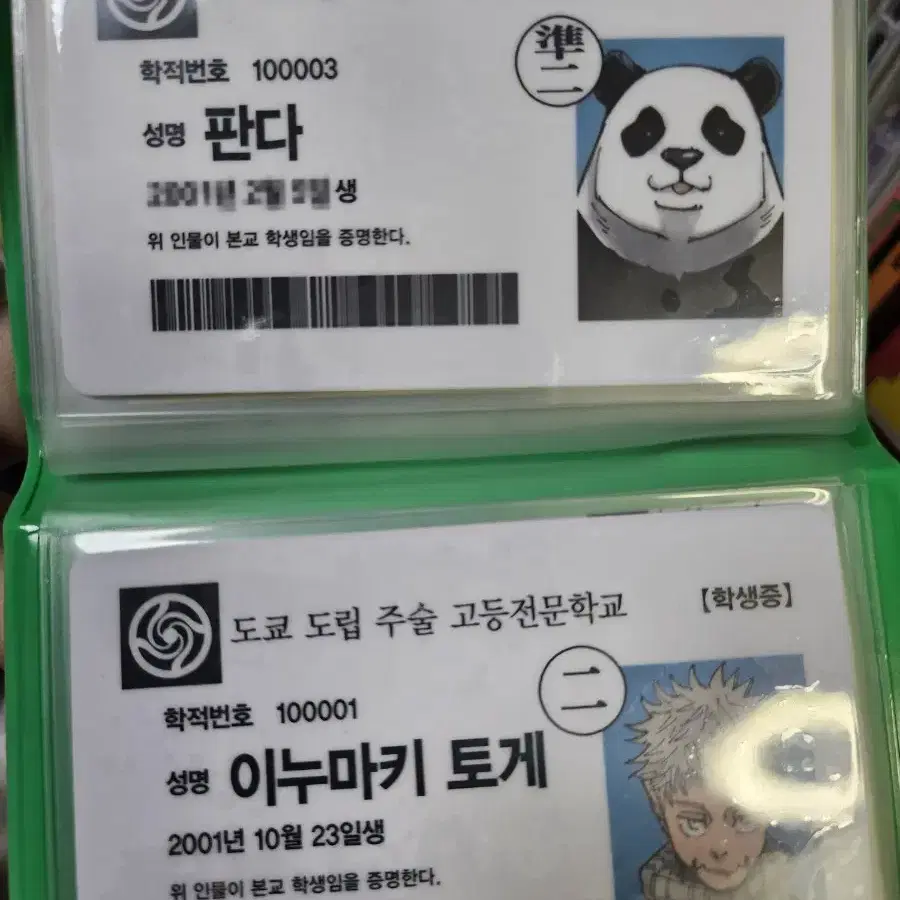 학적번호 100003
準二
성명 판다
생
위 인물이 본교 학생임을 증명한다.
도쿄 도립 주술 고등전문학교 【학생증】
학적번호 100001
二
성명 이누마키 토게
2001년 10월 23일생
위 인물이 본교 학생임을 증명한다.